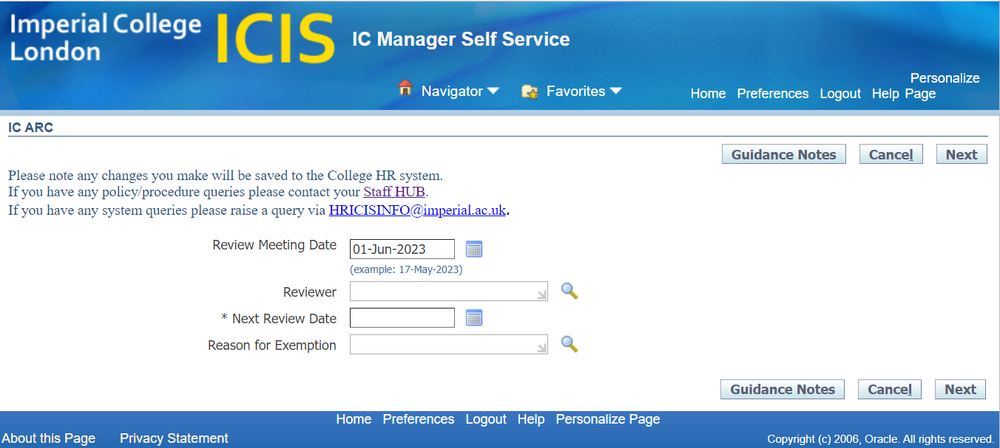 Imperial College
London
ICIS
IC Manager Self Service
Navigator
Favorites
Home Preferences Logout Help Personalize Page
IC ARC
Guidance Notes Cancel Next
Please note any changes you make will be saved to the College HR system.
If you have any policy/procedure queries please contact your Staff HUB.
If you have any system queries please raise a query via HRICISINFO@imperial.ac.uk.
Review Meeting Date 01-Jun-2023
(example: 17-May-2023)
Reviewer
* Next Review Date
Reason for Exemption
Guidance Notes Cancel Next
Home Preferences Logout Help Personalize Page
About this Page Privacy Statement Copyright (c) 2006, Oracle. All rights reserved.